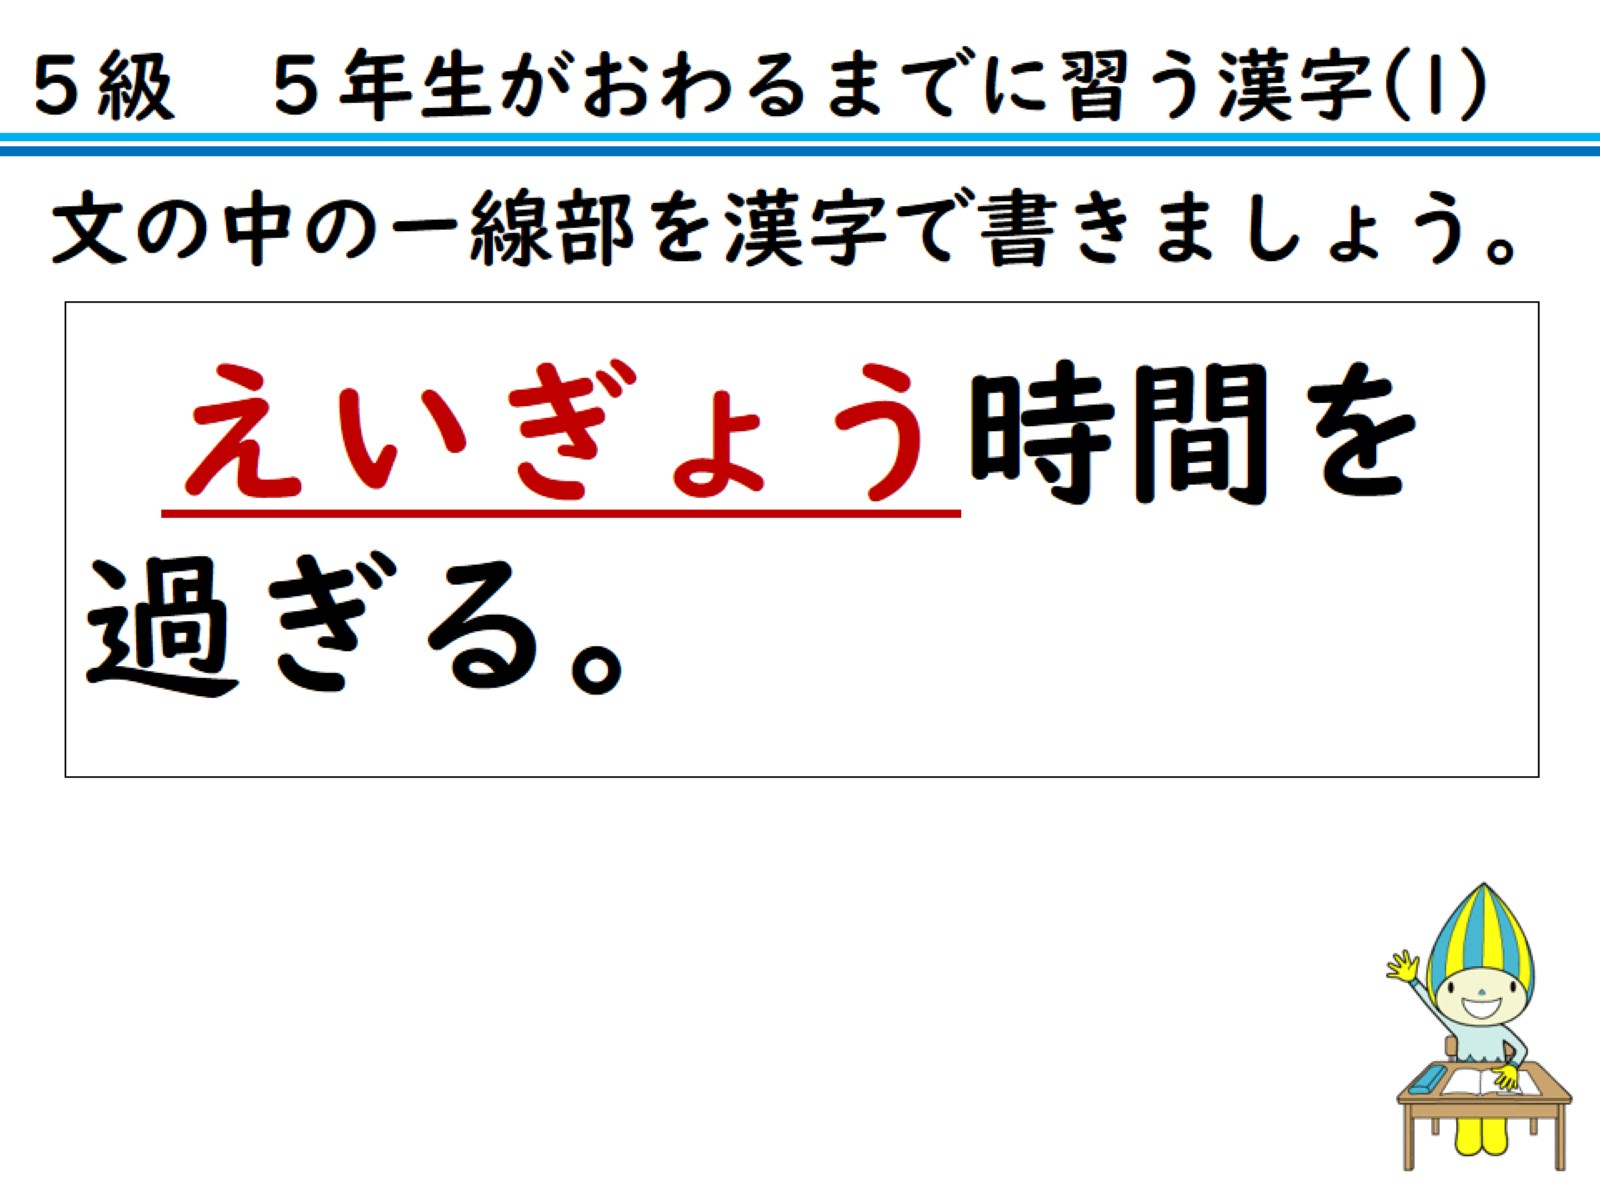 ５級　５年生がおわるまでに習う漢字(1)
文の中の一線部を漢字で書きましょう。
えいぎょう時間を
過ぎる。